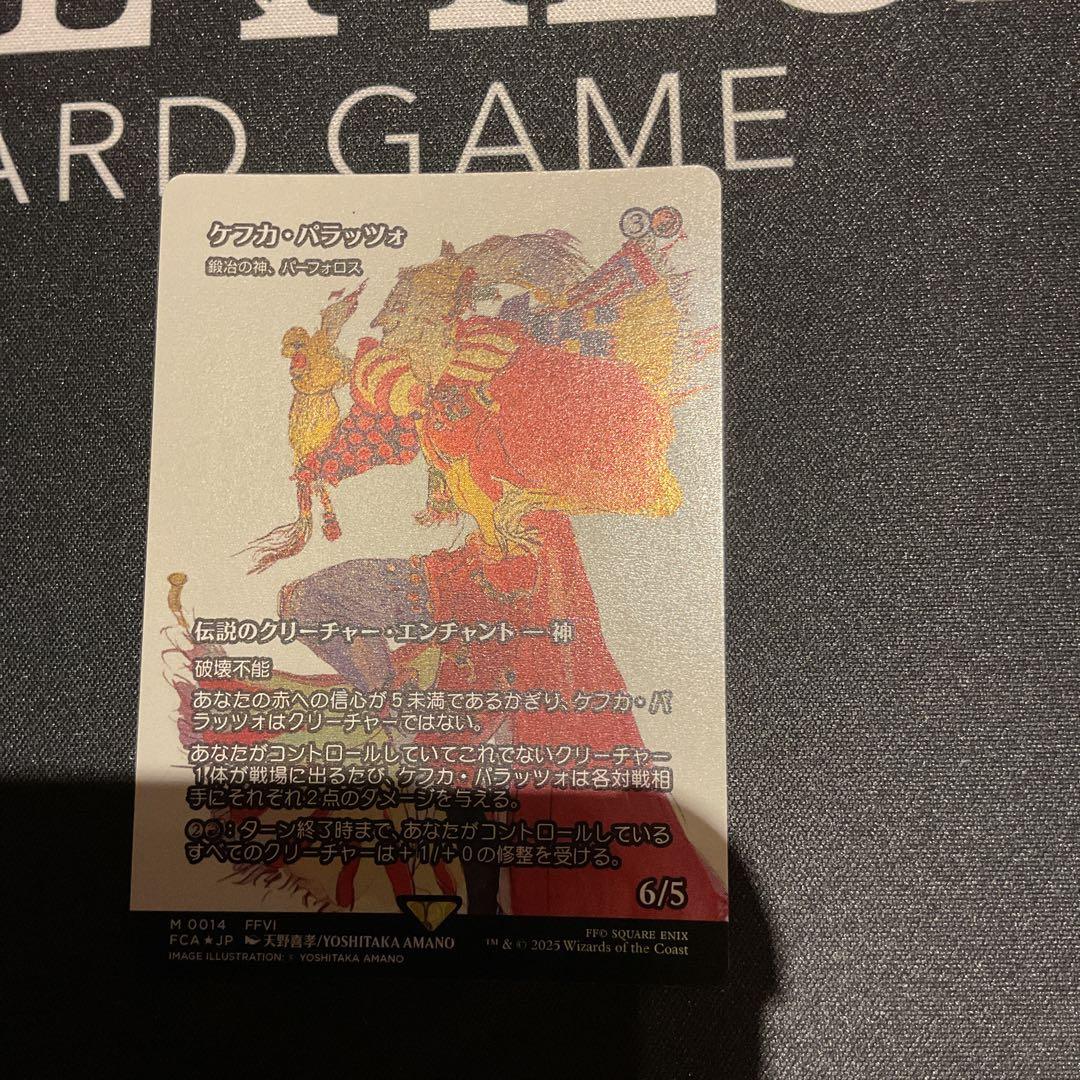 ARD GAME
ケフカ・パラッツォ
3
鍛冶の神、パーフォロス
伝説のクリーチャー・エンチャント — 神
破壊不能
あなたの赤への信心が5未満であるかぎり、ケフカ・パ
ラッツォはクリーチャーではない。
あなたがコントロールしていてこれでないクリーチャー
1体が戦場に出るたび、ケフカ・パラッツォは各対戦相
手にそれぞれ2点のダメージを与える。
2：ターン終了時まで、あなたがコントロールしている
すべてのクリーチャーは＋1/＋0の修整を受ける。
6/5
M 0014 FFVI
FCA★JP 天野喜孝/YOSHITAKA AMANO
IMAGE ILLUSTRATION: © YOSHITAKA AMANO
FF© SQUARE ENIX
™ & © 2025 Wizards of the Coast